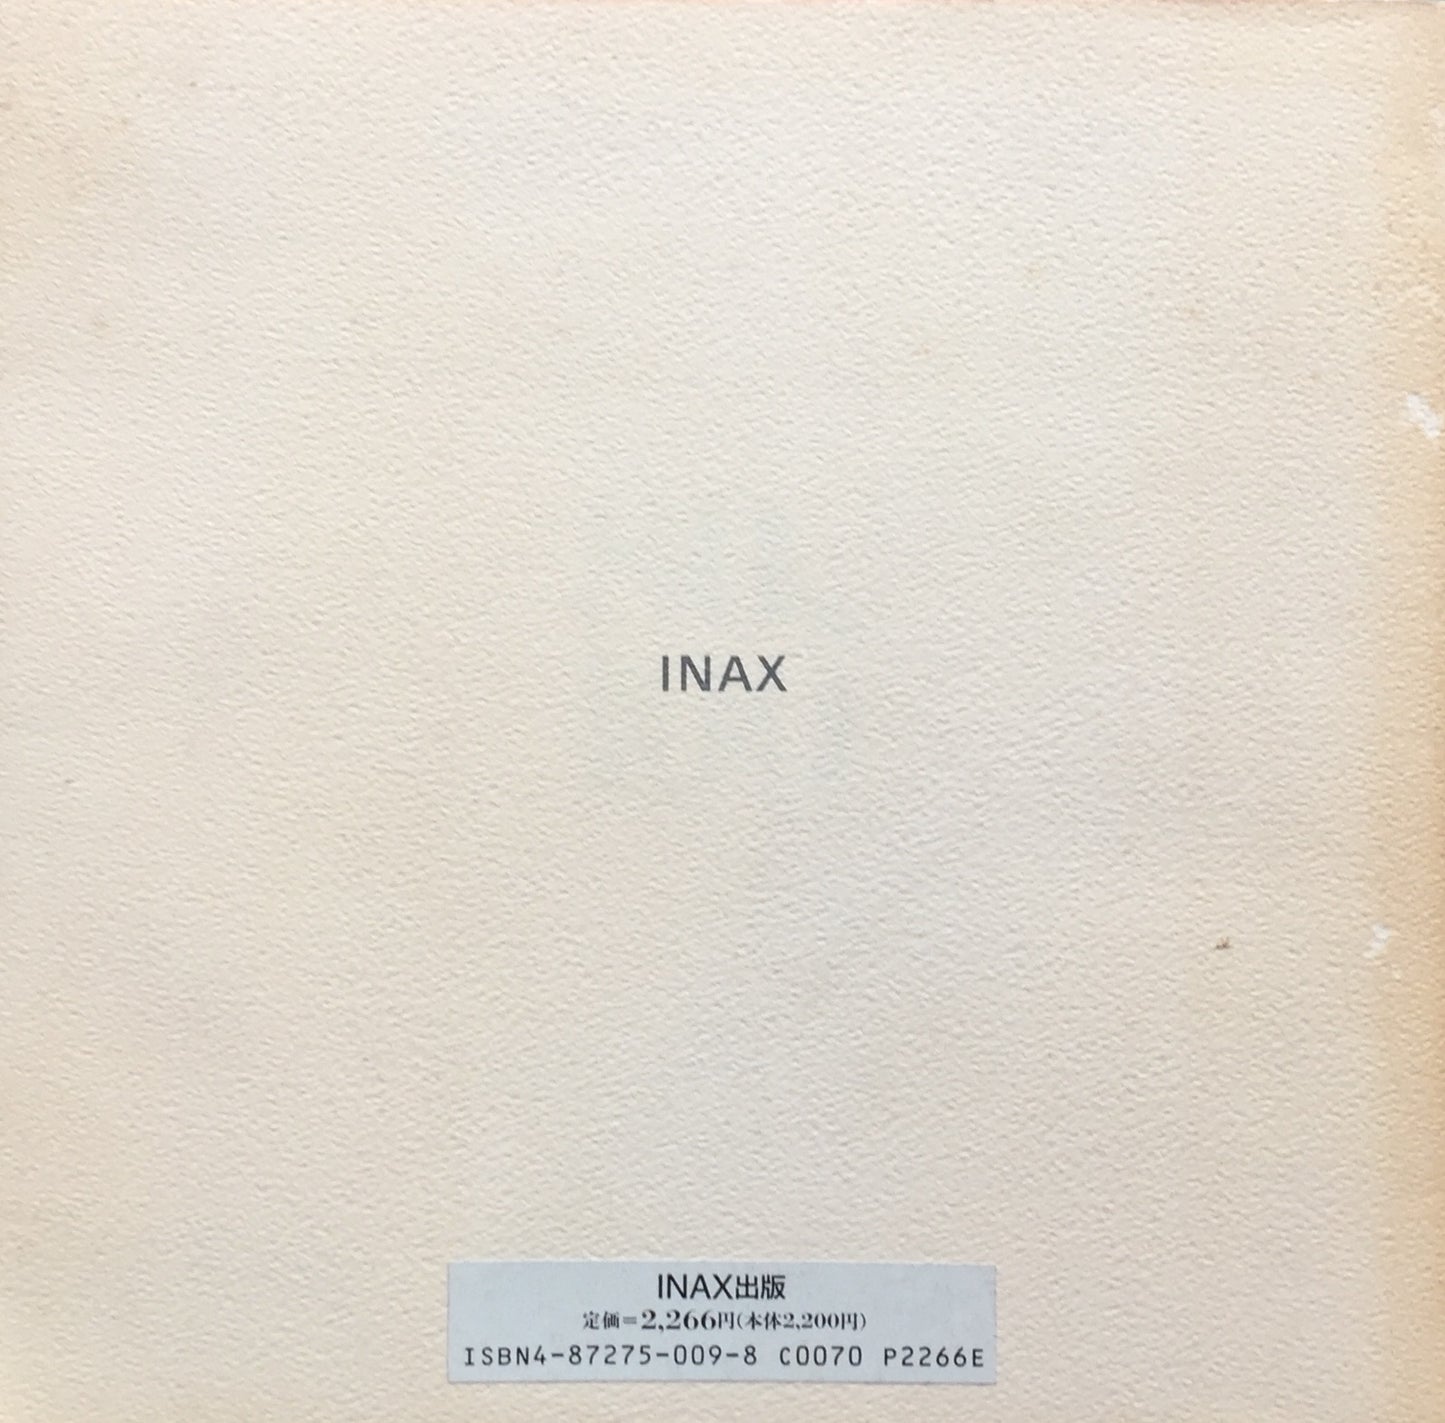 INAX
INAX出版
定価=2,266円(本体2,200円)
ISBN4-87275-009-8 C0070 P2266E